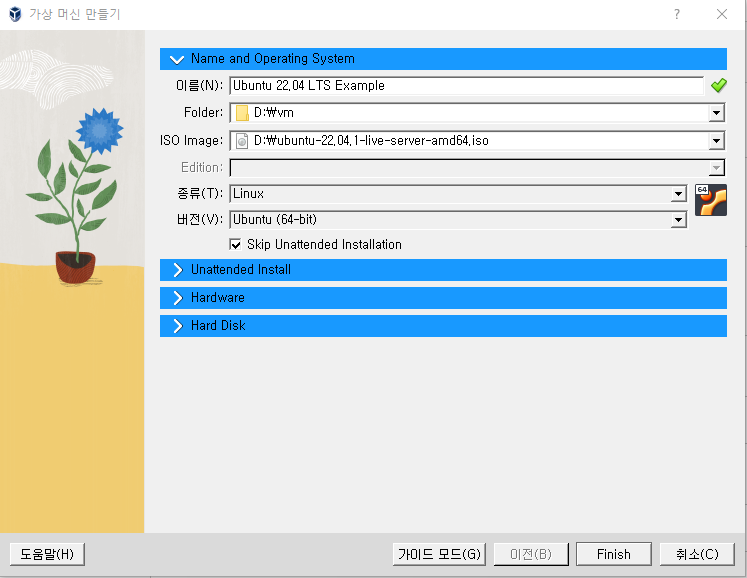 가상 머신 만들기
?
Name and Operating System
이름(N): Ubuntu 22.04 LTS Example
Folder: D:₩vm
ISO Image: D:₩ubuntu-22.04.1-live-server-amd64.iso
Edition:
종류(T): Linux
64
버전(V): Ubuntu (64-bit)
Skip Unattended Installation
Unattended Install
Hardware
Hard Disk
도움말(H) 가이드 모드(G) 이전(B) Finish 취소(C)